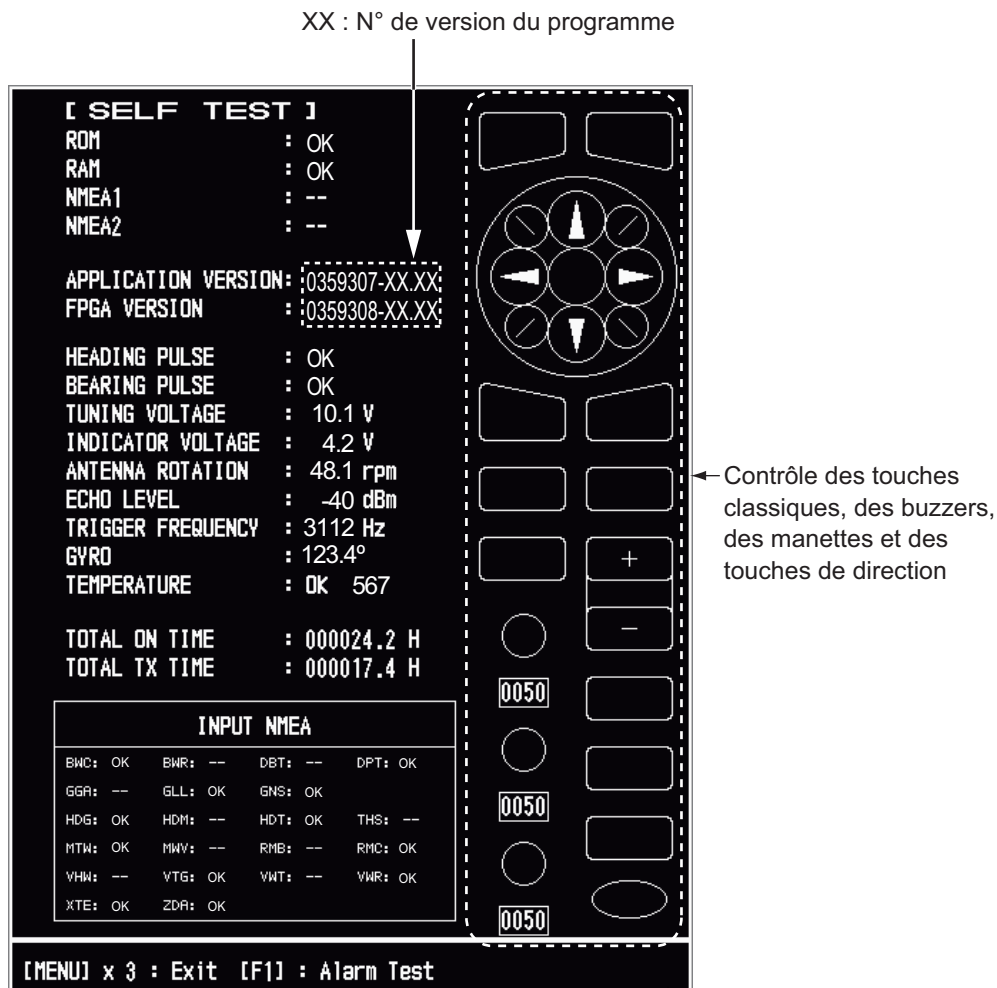 XX : N° de version du programme
[ SELF TEST ]
ROM : OK
RAM : OK
NMEA1 : --
NMEA2 : --
APPLICATION VERSION: 0359307-XX.XX
FPGA VERSION : 0359308-XX.XX
HEADING PULSE : OK
BEARING PULSE : OK
TUNING VOLTAGE : 10.1 V
INDICATOR VOLTAGE : 4.2 V
ANTENNA ROTATION : 48.1 rpm
ECHO LEVEL : -40 dBm
TRIGGER FREQUENCY : 3112 Hz
GYRO : 123.4º
TEMPERATURE : OK 567
TOTAL ON TIME : 000024.2 H
TOTAL TX TIME : 000017.4 H
INPUT NMEA
BWC: OK BWR: -- DBT: -- DPT: OK
GGA: -- GLL: OK GNS: OK
HDG: OK HDM: -- HDT: OK THS: --
MTW: OK MWV: -- RMB: -- RMC: OK
VHW: -- VTG: OK VWT: -- VWR: OK
XTE: OK ZDA: OK
+
-
0050
0050
0050
Contrôle des touches
classiques, des buzzers,
des manettes et des
touches de direction
[MENU] x 3 : Exit [F1] : Alarm Test